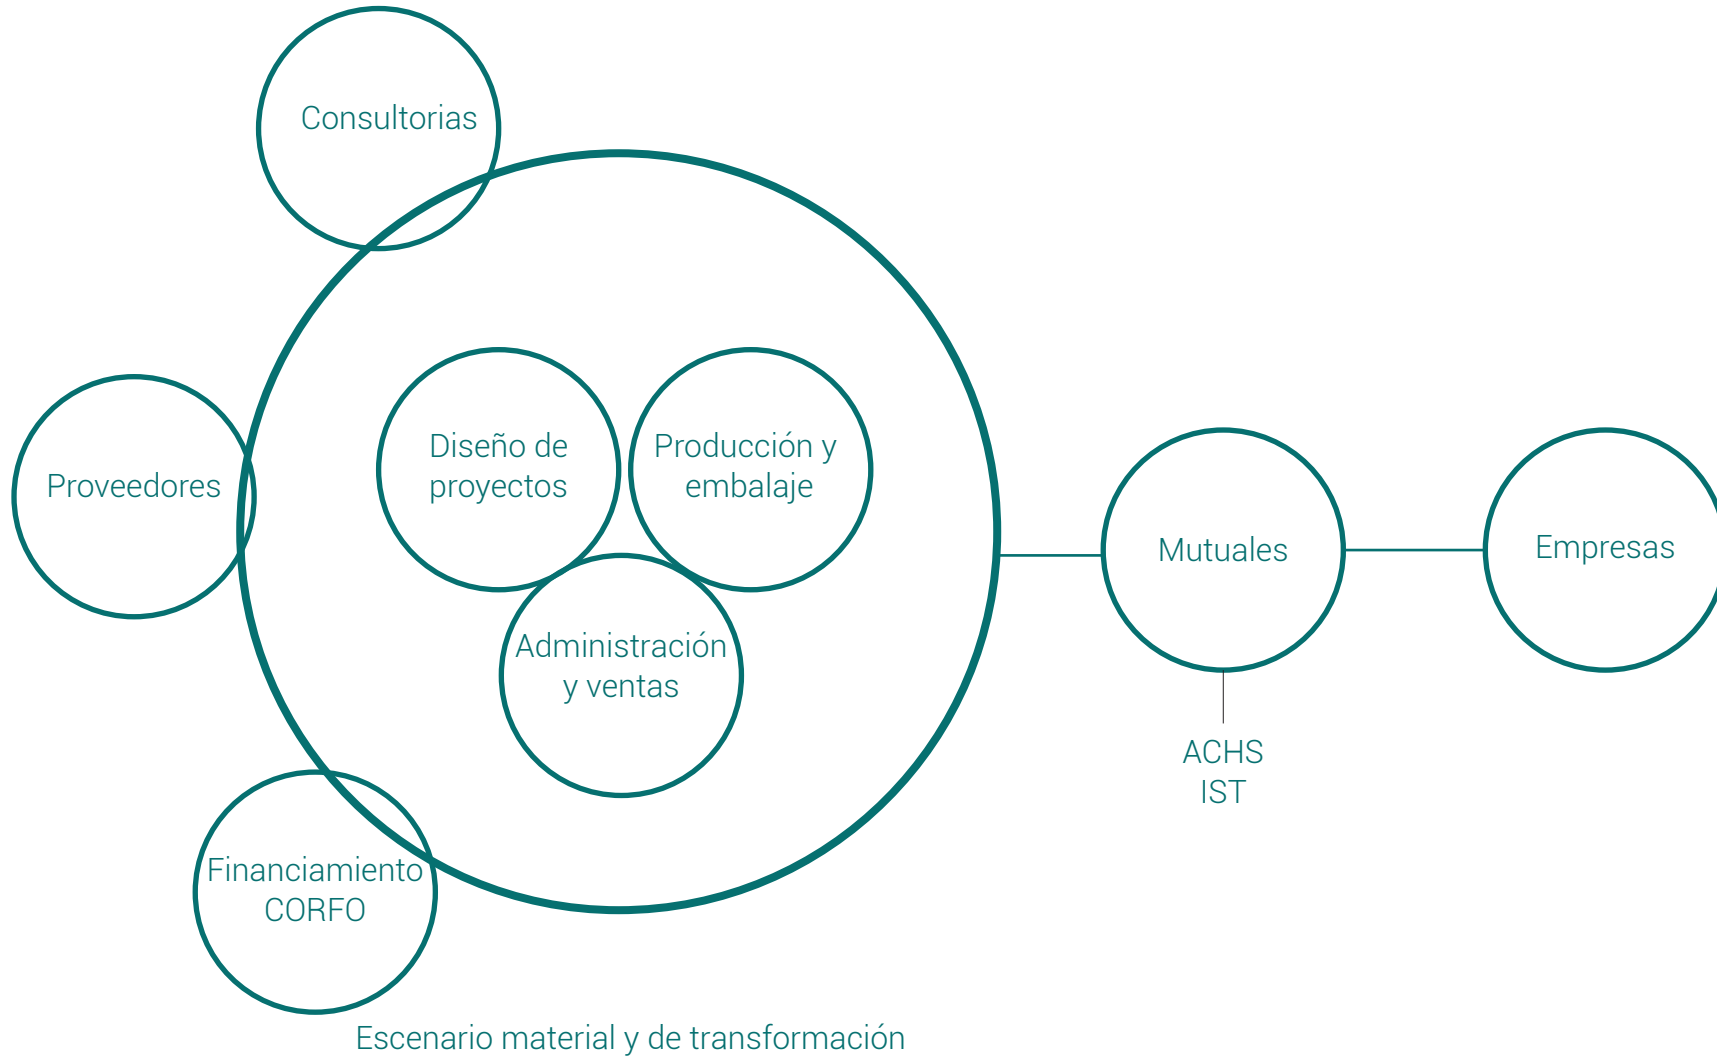 Consultorias
Diseño de
proyectos
Producción y
embalaje
Proveedores
Mutuales
Empresas
Administración
y ventas
ACHS
IST
Financiamiento
CORFO
Escenario material y de transformación